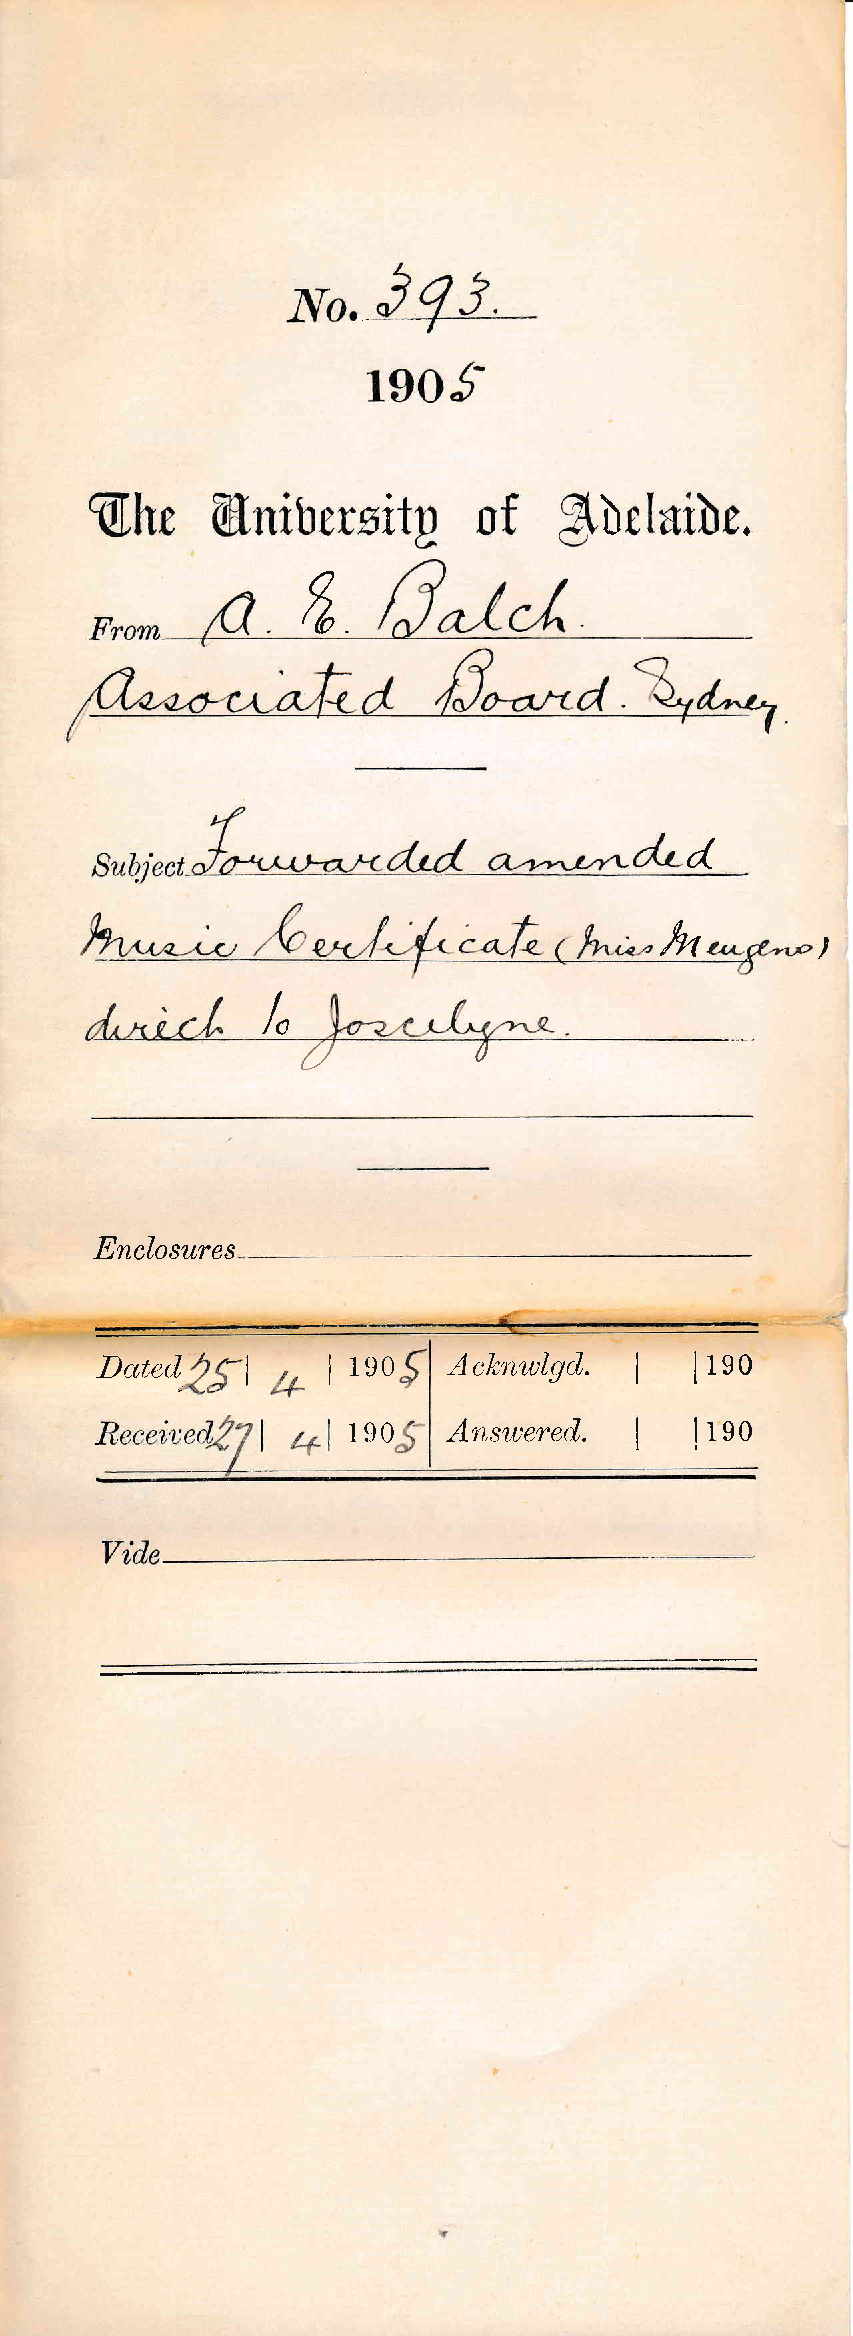 No. 393.
1905
The University of Adelaide.
From A. E. Balch.
Associated Board. Sydney.
Subject Forwarded amended
Music Certificate (Miss Meugens)
direct to Joscelyne.
Enclosures
Dated 25 | 4 | 1905 Acknwlgd. | | 190
Received 27 | 4 | 1905 Answered. | | 190
Vide